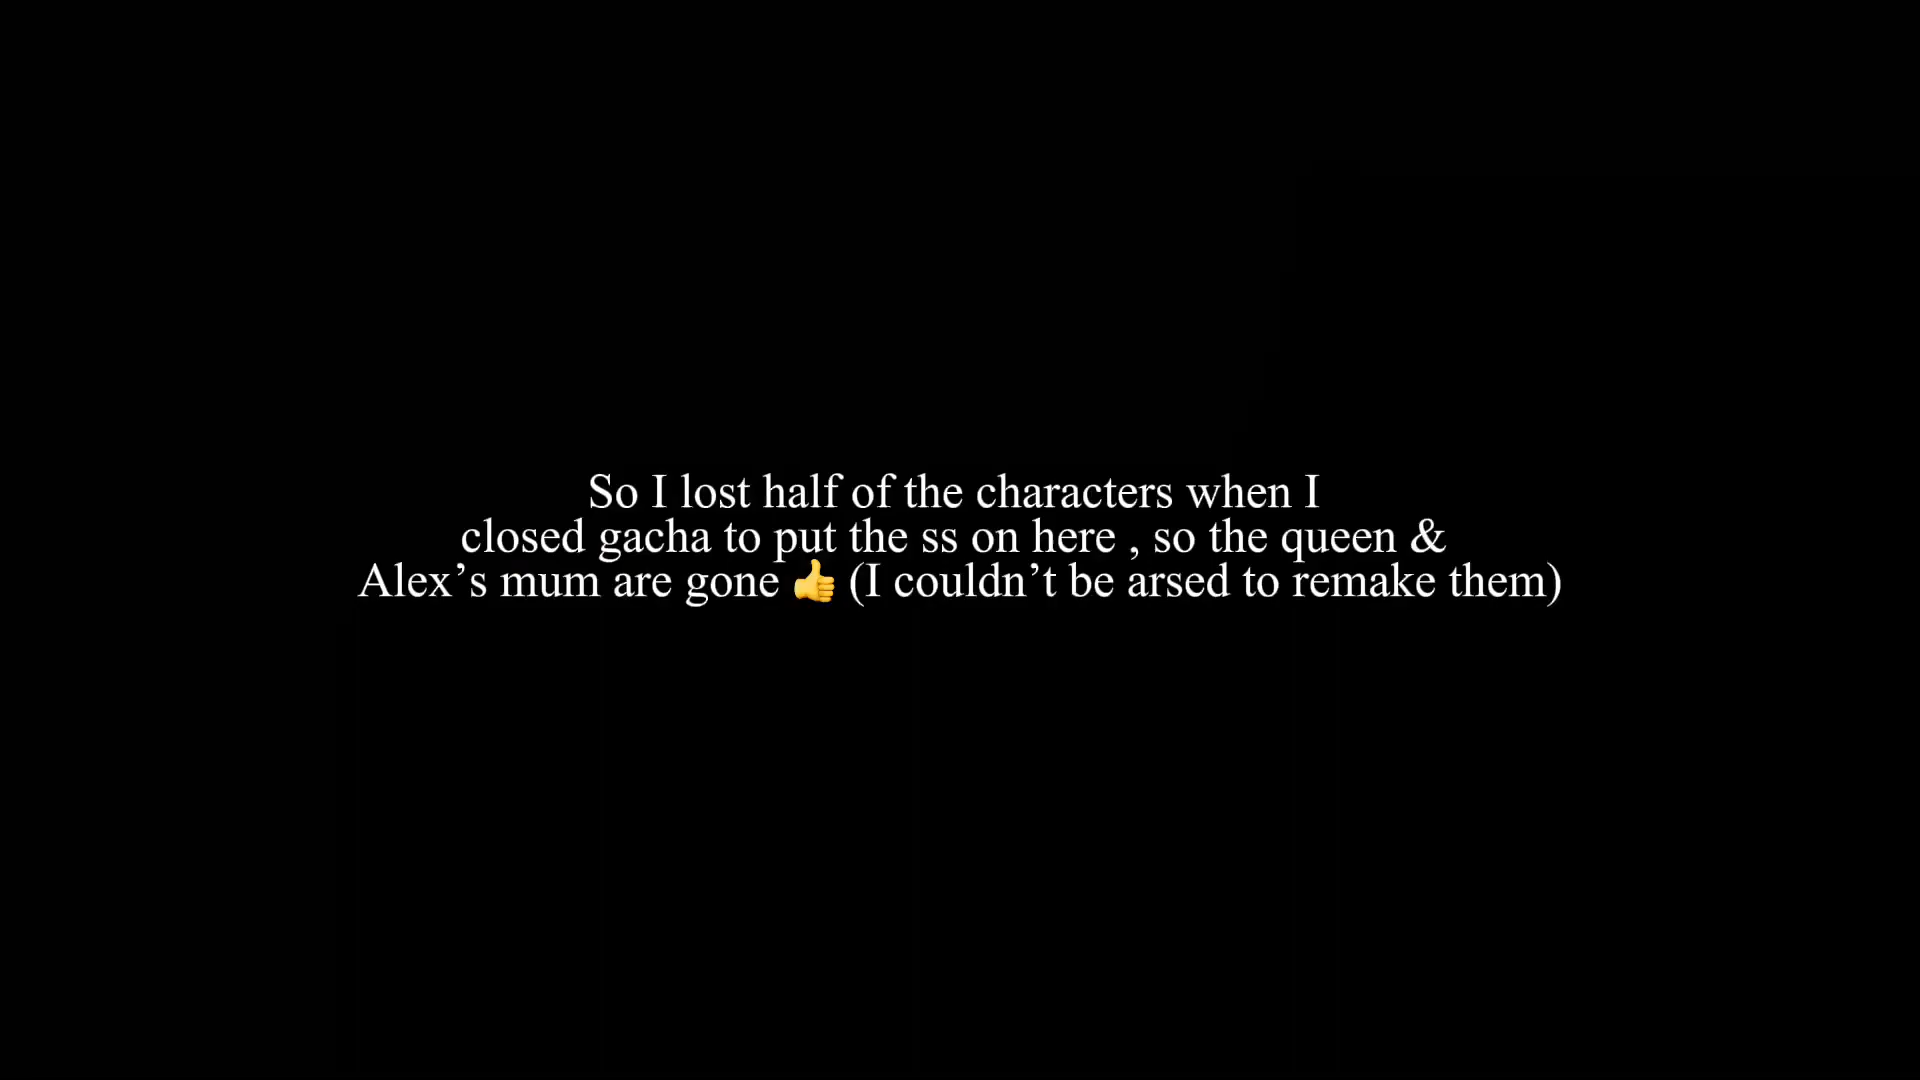 So I lost half of the characters when I
closed gacha to put the ss on here , so the queen &
Alex’s mum are gone 👍 (I couldn’t be arsed to remake them)